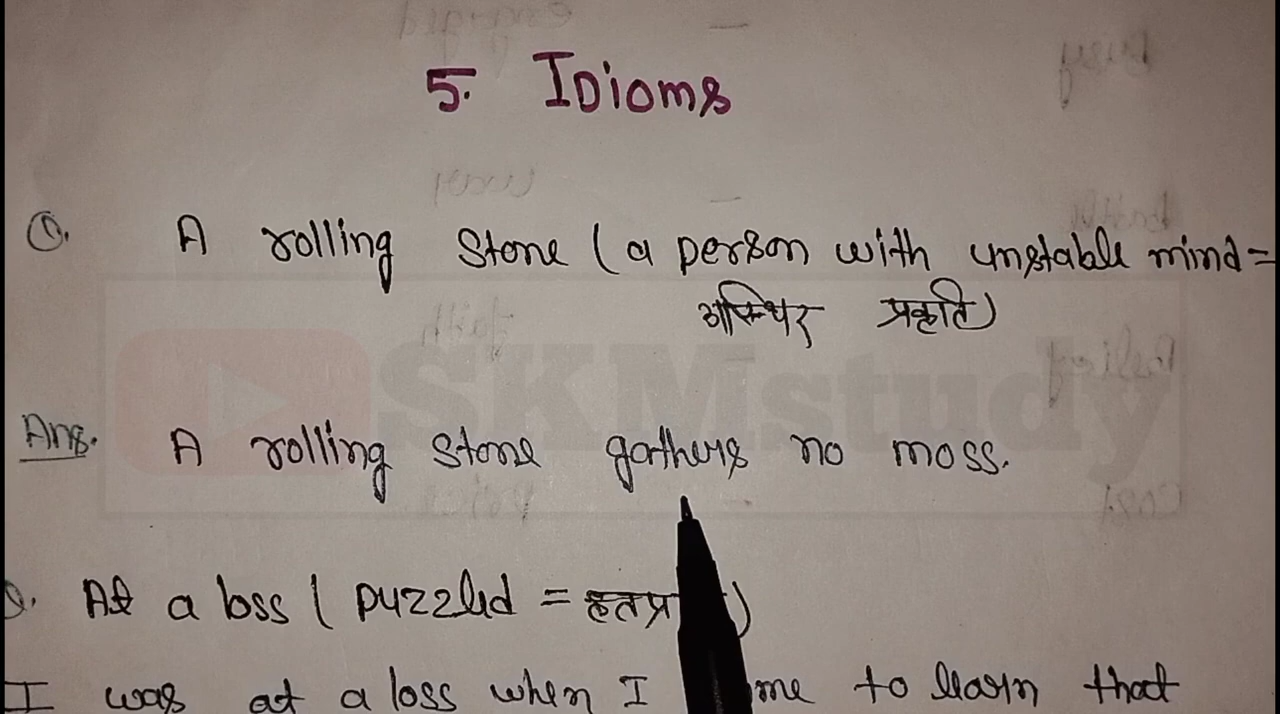 5. Idioms
Q. A rolling stone (a person with unstable mind =
अस्थिर प्रकृति)
SKMstudy
Ans. A rolling stone gathers no moss.
Q. At a loss ( puzzled = हतप्र )
I was at a loss when I me to learn that